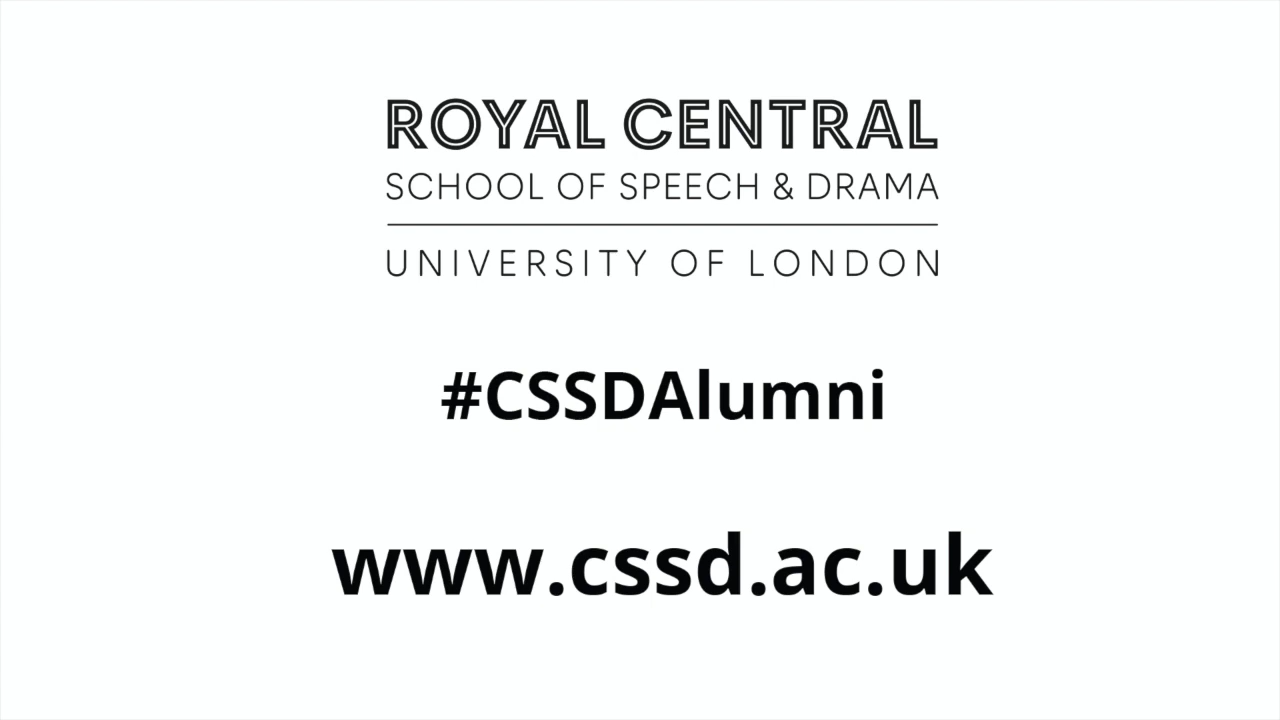 ROYAL CENTRAL
SCHOOL OF SPEECH & DRAMA
UNIVERSITY OF LONDON
#CSSDAlumni
www.cssd.ac.uk